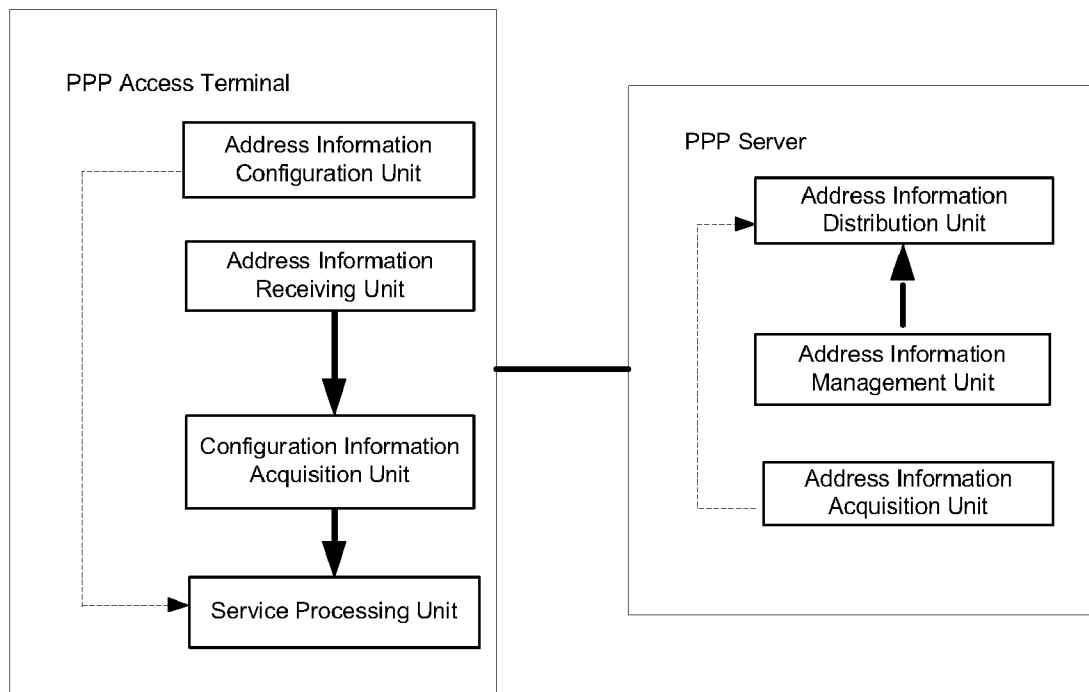 PPP Access Terminal
Address Information
Configuration Unit
Address Information
Receiving Unit
Configuration Information
Acquisition Unit
Service Processing Unit
PPP Server
Address Information
Distribution Unit
Address Information
Management Unit
Address Information
Acquisition Unit